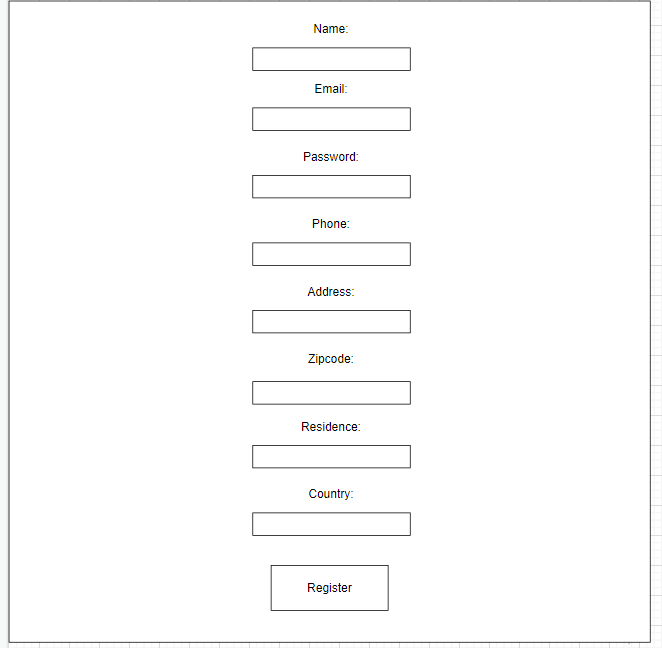 Name:
Email:
Password:
Phone:
Address:
Zipcode:
Residence:
Country:
Register